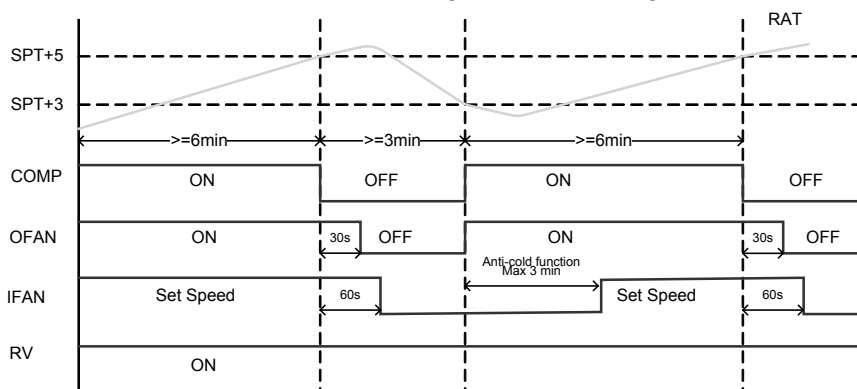 RAT
SPT+5
SPT+3
>=6min >=3min >=6min
COMP ON OFF ON OFF
OFAN ON 30s OFF ON 30s OFF
Anti-cold function
Max 3 min
IFAN Set Speed 60s Set Speed 60s
RV
ON